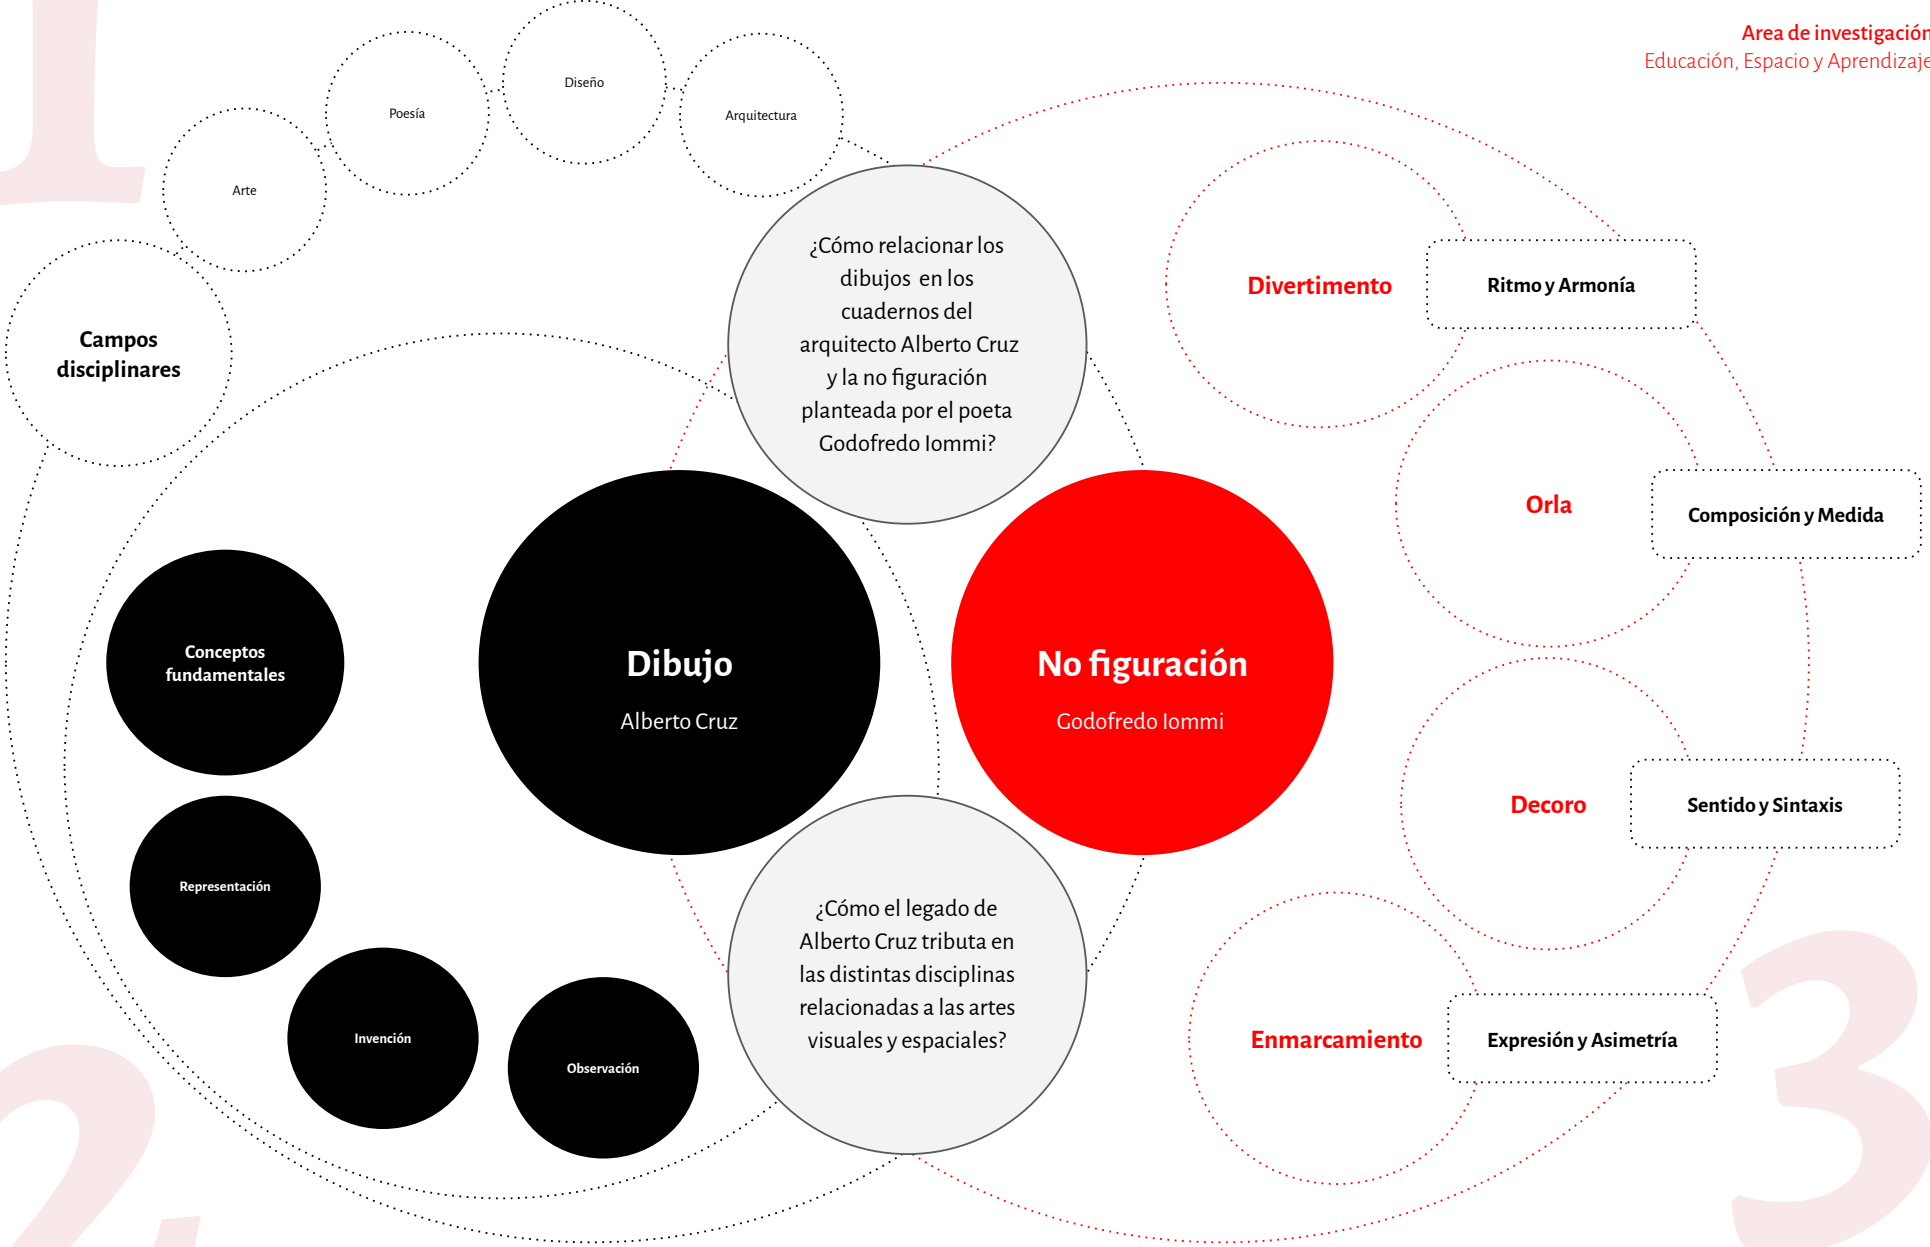 1
Area de investigación
Educación, Espacio y Aprendizaje
Diseño
Poesía
Arquitectura
Arte
Campos
disciplinares
¿Cómo relacionar los
dibujos en los
cuadernos del
arquitecto Alberto Cruz
y la no figuración
planteada por el poeta
Godofredo Iommi?
Divertimento
Ritmo y Armonía
Orla
Composición y Medida
Dibujo
Alberto Cruz
No figuración
Godofredo Iommi
Conceptos
fundamentales
Representación
Invención
Observación
¿Cómo el legado de
Alberto Cruz tributa en
las distintas disciplinas
relacionadas a las artes
visuales y espaciales?
Decoro
Sentido y Sintaxis
Enmarcamiento
Expresión y Asimetría
2
3